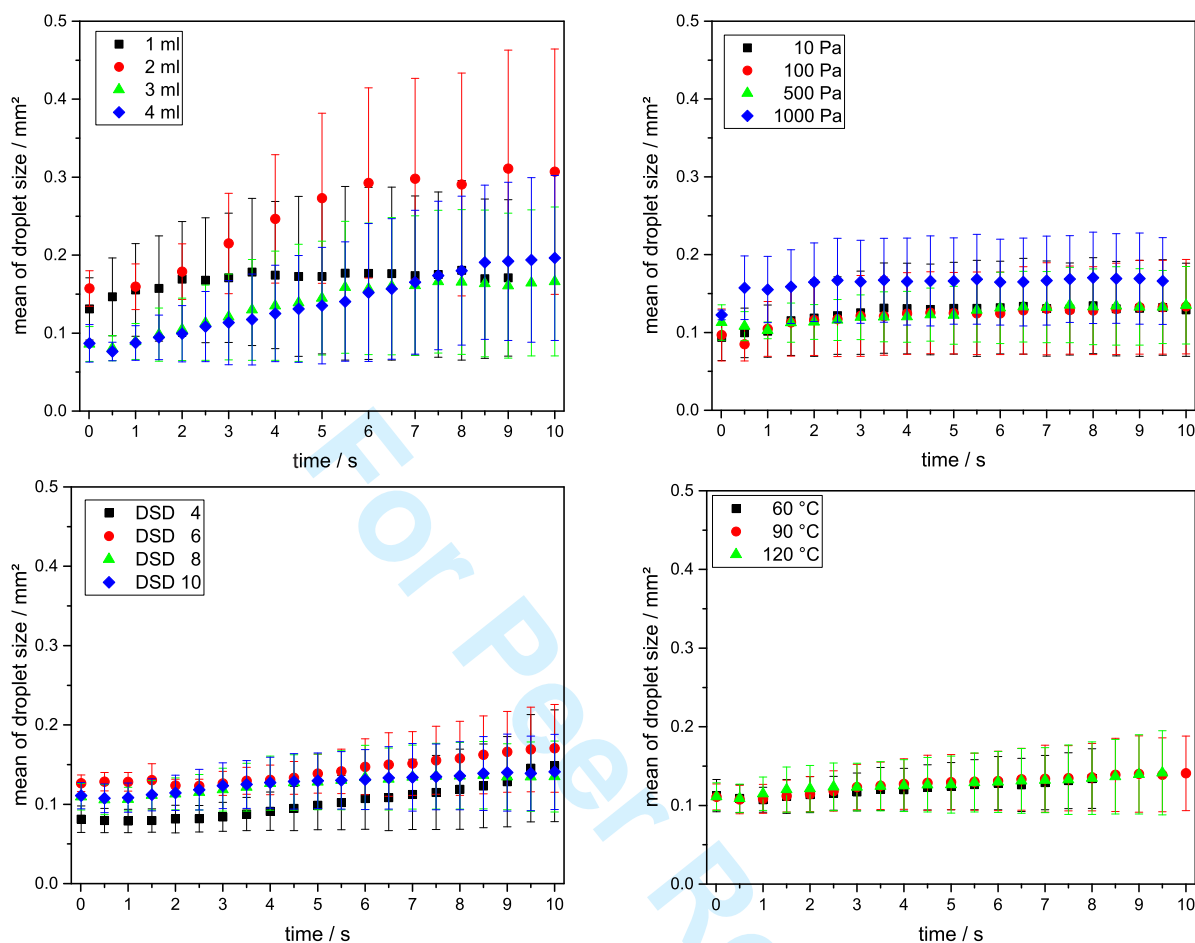 0.5
0.4
0.3
0.2
0.1
0.0
mean of droplet size / mm²
1 ml
2 ml
3 ml
4 ml
0 1 2 3 4 5 6 7 8 9 10
time / s
0.5
0.4
0.3
0.2
0.1
0.0
mean of droplet size / mm²
10 Pa
100 Pa
500 Pa
1000 Pa
0 1 2 3 4 5 6 7 8 9 10
time / s
0.5
0.4
0.3
0.2
0.1
0.0
mean of droplet size / mm²
DSD 4
DSD 6
DSD 8
DSD 10
0 1 2 3 4 5 6 7 8 9 10
time / s
0.5
0.4
0.3
0.2
0.1
0.0
mean of droplet size / mm²
60 °C
90 °C
120 °C
0 1 2 3 4 5 6 7 8 9 10
time / s
For Peer